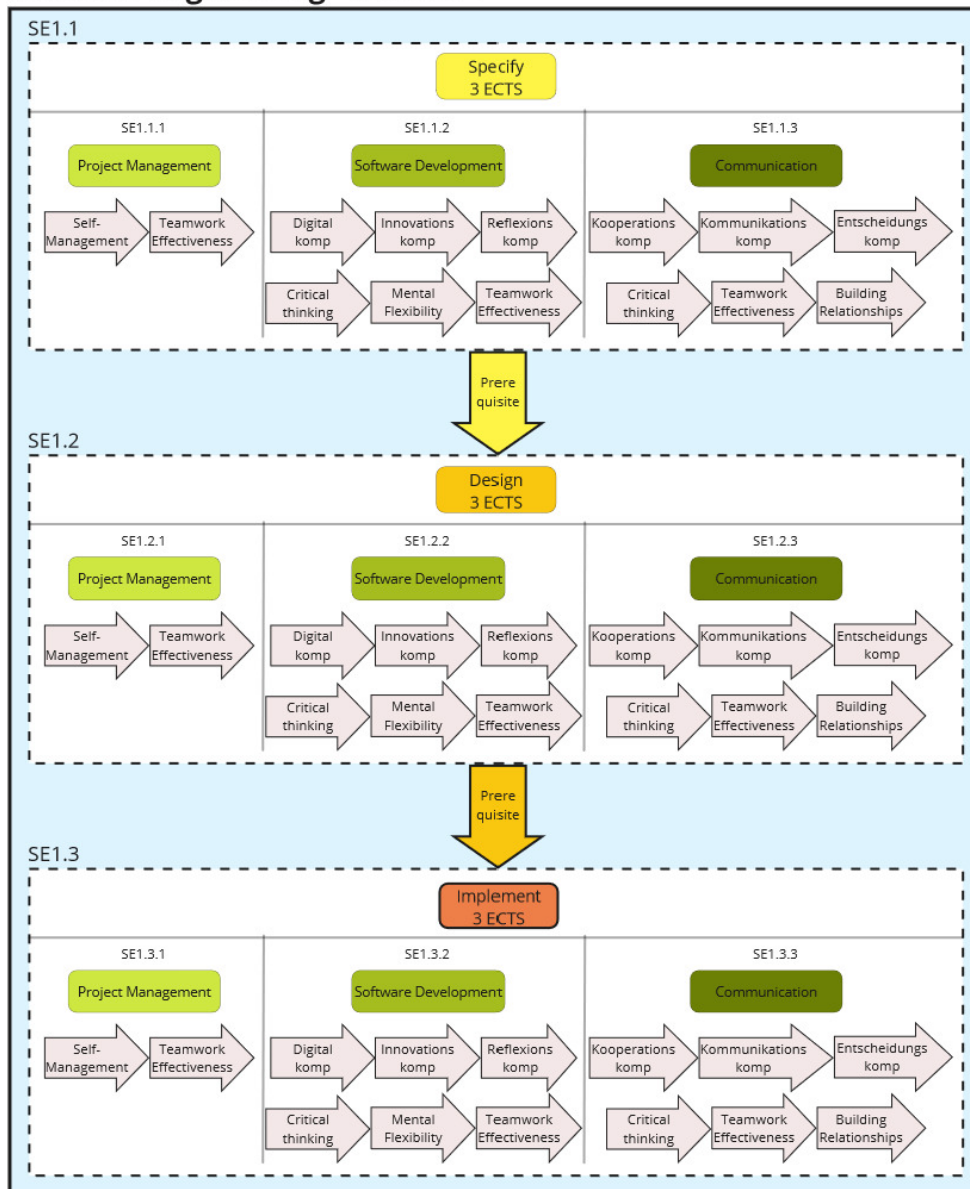 SE1.1
Specify
3 ECTS
SE1.1.1
SE1.1.2
SE1.1.3
Project Management
Software Development
Communication
Self-
Management
Teamwork
Effectiveness
Digital
komp
Innovations
komp
Reflexions
komp
Kooperations
komp
Kommunikations
komp
Entscheidungs
komp
Critical
thinking
Mental
Flexibility
Teamwork
Effectiveness
Critical
thinking
Teamwork
Effectiveness
Building
Relationships
Prere
quisite
SE1.2
Design
3 ECTS
SE1.2.1
SE1.2.2
SE1.2.3
Project Management
Software Development
Communication
Self-
Management
Teamwork
Effectiveness
Digital
komp
Innovations
komp
Reflexions
komp
Kooperations
komp
Kommunikations
komp
Entscheidungs
komp
Critical
thinking
Mental
Flexibility
Teamwork
Effectiveness
Critical
thinking
Teamwork
Effectiveness
Building
Relationships
Prere
quisite
SE1.3
Implement
3 ECTS
SE1.3.1
SE1.3.2
SE1.3.3
Project Management
Software Development
Communication
Self-
Management
Teamwork
Effectiveness
Digital
komp
Innovations
komp
Reflexions
komp
Kooperations
komp
Kommunikations
komp
Entscheidungs
komp
Critical
thinking
Mental
Flexibility
Teamwork
Effectiveness
Critical
thinking
Teamwork
Effectiveness
Building
Relationships